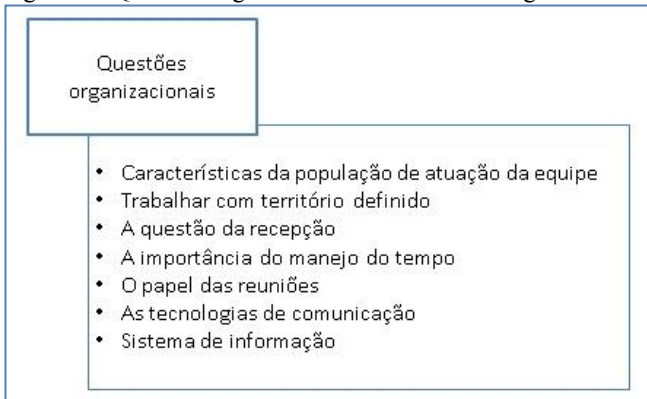 Questões
organizacionais
• Características da população de atuação da equipe
• Trabalhar com território definido
• A questão da recepção
• A importância do manejo do tempo
• O papel das reuniões
• As tecnologias de comunicação
• Sistema de informação